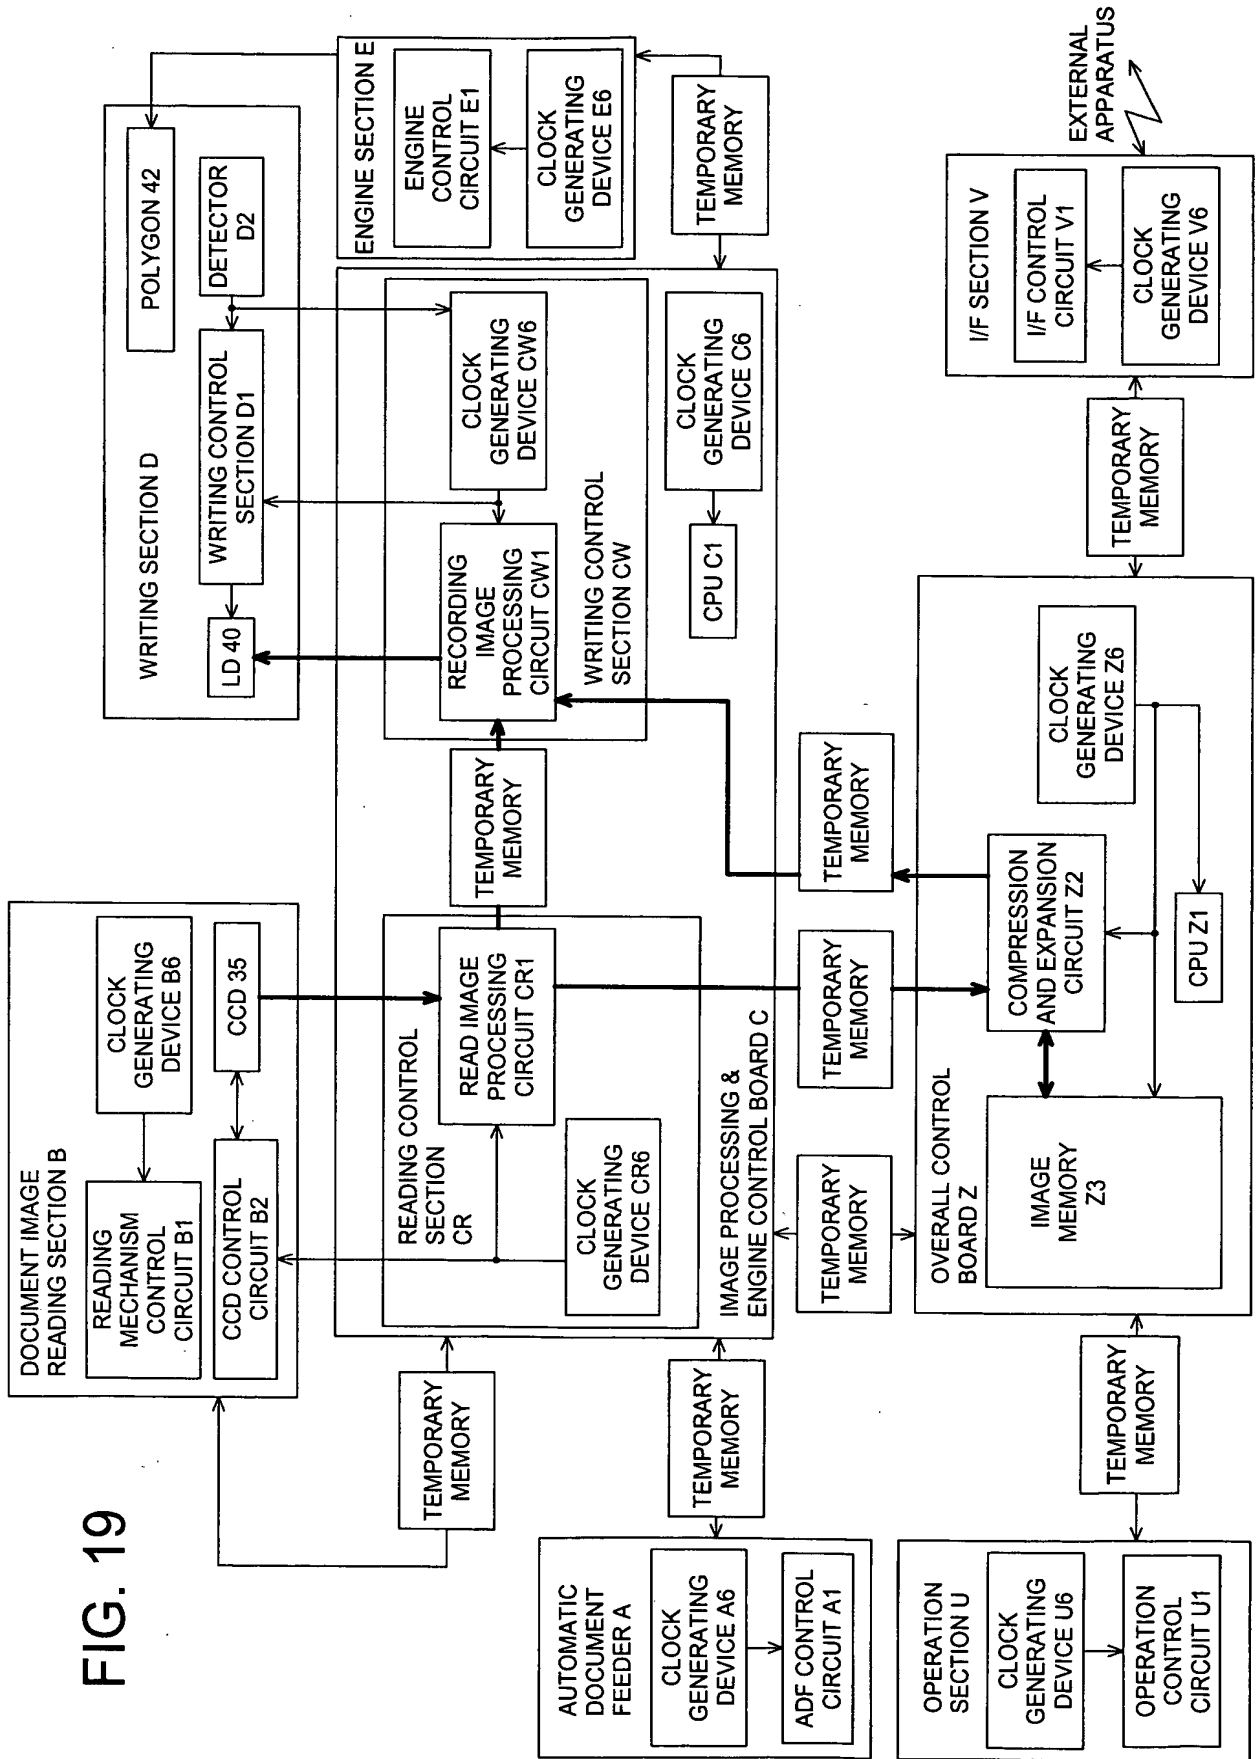 FIG. 19
DOCUMENT IMAGE
READING SECTION B
CLOCK
GENERATING
DEVICE B6
READING
MECHANISM
CONTROL
CIRCUIT B1
CCD 35
CCD CONTROL
CIRCUIT B2
WRITING SECTION D
POLYGON 42
DETECTOR
D2
WRITING CONTROL
SECTION D1
LD 40
ENGINE SECTION E
ENGINE
CONTROL
CIRCUIT E1
CLOCK
GENERATING
DEVICE E6
TEMPORARY
MEMORY
TEMPORARY
MEMORY
READING CONTROL
SECTION
CR
READ IMAGE
PROCESSING
CIRCUIT CR1
CLOCK
GENERATING
DEVICE CR6
TEMPORARY
MEMORY
RECORDING
IMAGE
PROCESSING
CIRCUIT CW1
CLOCK
GENERATING
DEVICE CW6
WRITING CONTROL
SECTION CW
CPU C1
CLOCK
GENERATING
DEVICE C6
IMAGE PROCESSING &
ENGINE CONTROL BOARD C
AUTOMATIC
DOCUMENT
FEEDER A
CLOCK
GENERATING
DEVICE A6
ADF CONTROL
CIRCUIT A1
TEMPORARY
MEMORY
TEMPORARY
MEMORY
TEMPORARY
MEMORY
TEMPORARY
MEMORY
OPERATION
SECTION U
CLOCK
GENERATING
DEVICE U6
OPERATION
CONTROL
CIRCUIT U1
TEMPORARY
MEMORY
OVERALL CONTROL
BOARD Z
IMAGE
MEMORY
Z3
COMPRESSION
AND EXPANSION
CIRCUIT Z2
CLOCK
GENERATING
DEVICE Z6
CPU Z1
TEMPORARY
MEMORY
I/F SECTION V
I/F CONTROL
CIRCUIT V1
CLOCK
GENERATING
DEVICE V6
EXTERNAL
APPARATUS